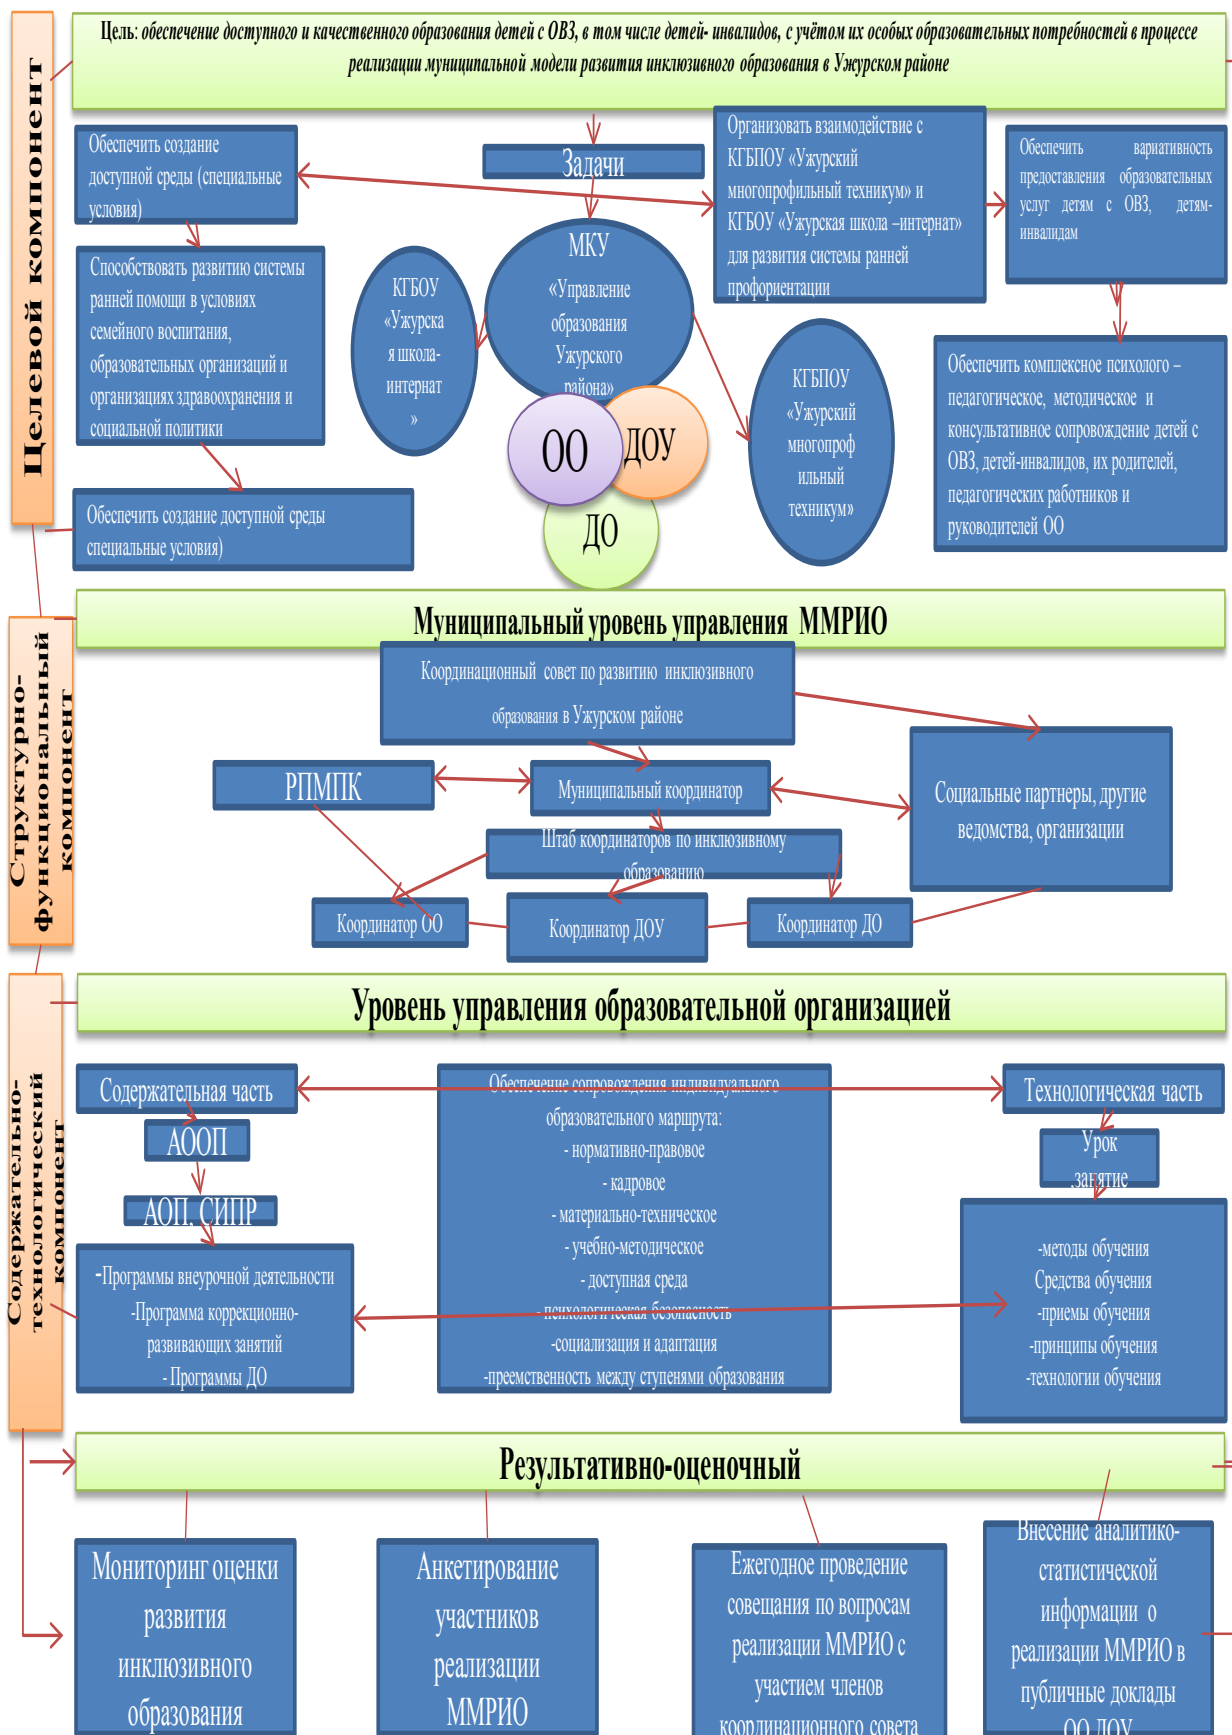 Целевой компонент
Цель: обеспечение доступного и качественного образования детей с ОВЗ, в том числе детей- инвалидов, с учётом их особых образовательных потребностей в процессе
реализации муниципальной модели развития инклюзивного образования в Ужурском районе
Задачи
Обеспечить создание
доступной среды (специальные
условия)
Способствовать развитию системы
ранней помощи в условиях
семейного воспитания,
образовательных организаций и
организациях здравоохранения и
социальной политики
Обеспечить создание доступной среды
специальные условия)
Организовать взаимодействие с
КГБПОУ «Ужурский
многопрофильный техникум» и
КГБОУ «Ужурская школа –интернат»
для развития системы ранней
профориентации
Обеспечить вариативность
предоставления образовательных
услуг детям с ОВЗ, детям-
инвалидам
Обеспечить комплексное психолого –
педагогическое, методическое и
консультативное сопровождение детей с
ОВЗ, детей-инвалидов, их родителей,
педагогических работников и
руководителей ОО
КГБОУ
«Ужурска
я школа-
интернат
»
МКУ
«Управление
образования
Ужурского
района»
ОО
ДОУ
ДО
КГБПОУ
«Ужурский
многопроф
ильный
техникум»
Структурно-
функциональный
компонент
Муниципальный уровень управления ММРИО
Координационный совет по развитию инклюзивного
образования в Ужурском районе
РПМПК
Муниципальный координатор
Социальные партнеры, другие
ведомства, организации
Штаб координаторов по инклюзивному
образованию
Координатор ОО
Координатор ДОУ
Координатор ДО
Содержательно-
технологический
компонент
Уровень управления образовательной организацией
Содержательная часть
АООП
АОП, СИПР
-Программы внеурочной деятельности
-Программа коррекционно-
развивающих занятий
- Программы ДО
Обеспечение сопровождения индивидуального
образовательного маршрута:
- нормативно-правовое
- кадровое
- материально-техническое
- учебно-методическое
- доступная среда
- психологическая безопасность
-социализация и адаптация
-преемственность между ступенями образования
Технологическая часть
Урок
,занятие
-методы обучения
Средства обучения
-приемы обучения
-принципы обучения
-технологии обучения
Результативно-оценочный
Мониторинг оценки
развития
инклюзивного
образования
Анкетирование
участников
реализации
ММРИО
Ежегодное проведение
совещания по вопросам
реализации ММРИО с
участием членов
координационного совета
Внесение аналитико-
статистической
информации о
реализации ММРИО в
публичные доклады
ОО ДОУ